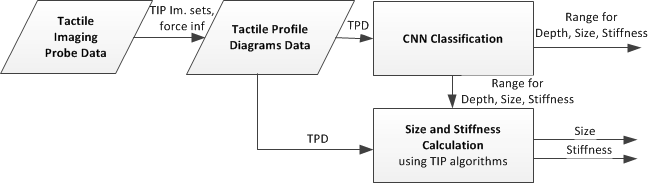 Tactile
Imaging
Probe Data
TIP Im. sets,
force inf
Tactile Profile
Diagrams Data
TPD
CNN Classification
Range for
Depth, Size, Stiffness
Range for
Depth, Size, Stiffness
TPD
Size and Stiffness
Calculation
using TIP algorithms
Size
Stiffness